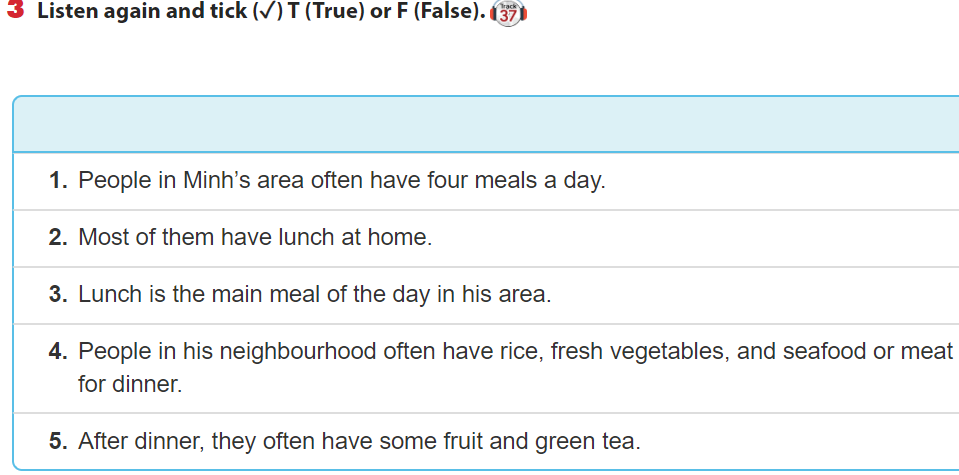 3 Listen again and tick (✓) T (True) or F (False). Track 37
1. People in Minh’s area often have four meals a day.
2. Most of them have lunch at home.
3. Lunch is the main meal of the day in his area.
4. People in his neighbourhood often have rice, fresh vegetables, and seafood or meat
for dinner.
5. After dinner, they often have some fruit and green tea.